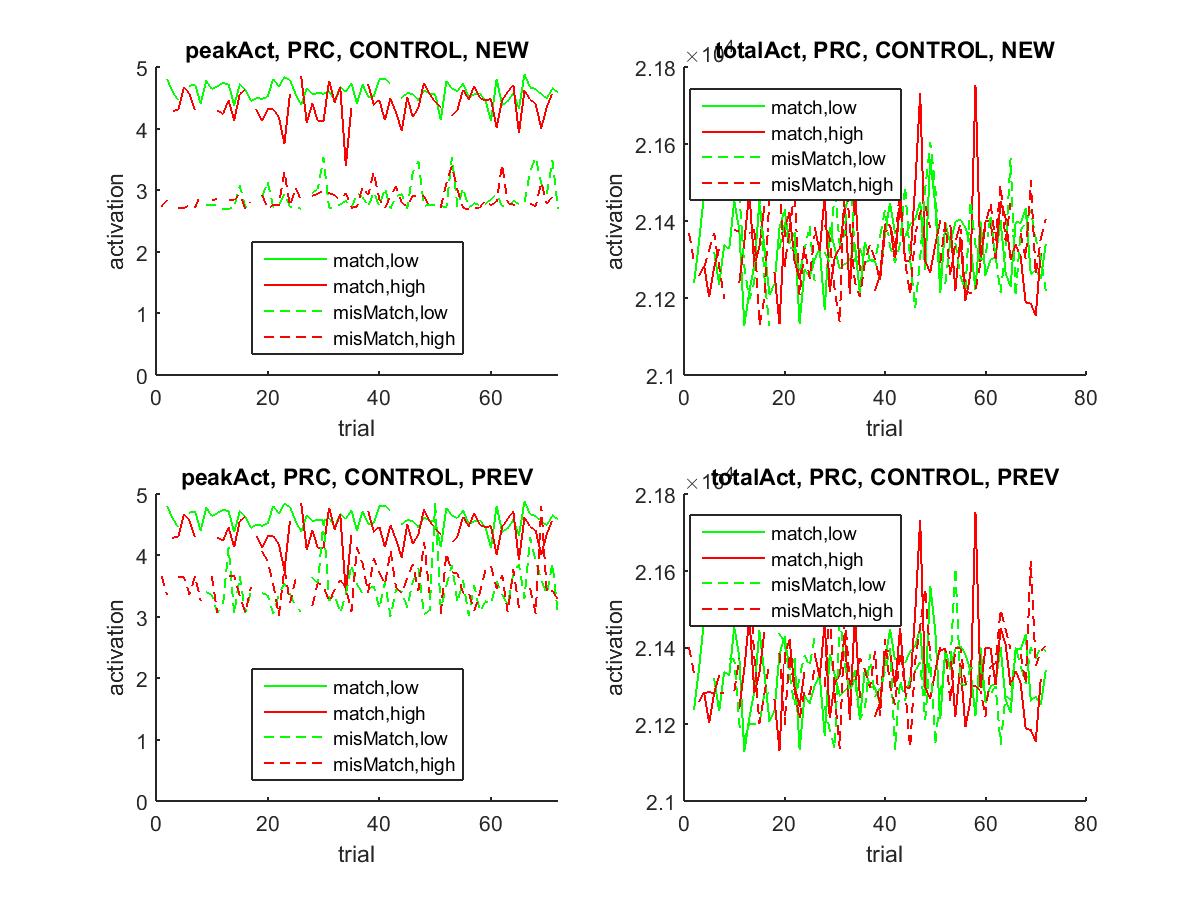 peakAct, PRC, CONTROL, NEW
5
4
3
2
1
0
activation
match,low
match,high
misMatch,low
misMatch,high
0 20 40 60
trial
×10⁴
totalAct, PRC, CONTROL, NEW
2.18
2.16
2.14
2.12
2.1
activation
match,low
match,high
misMatch,low
misMatch,high
0 20 40 60 80
trial
peakAct, PRC, CONTROL, PREV
5
4
3
2
1
0
activation
match,low
match,high
misMatch,low
misMatch,high
0 20 40 60
trial
×10⁴
totalAct, PRC, CONTROL, PREV
2.18
2.16
2.14
2.12
2.1
activation
match,low
match,high
misMatch,low
misMatch,high
0 20 40 60 80
trial